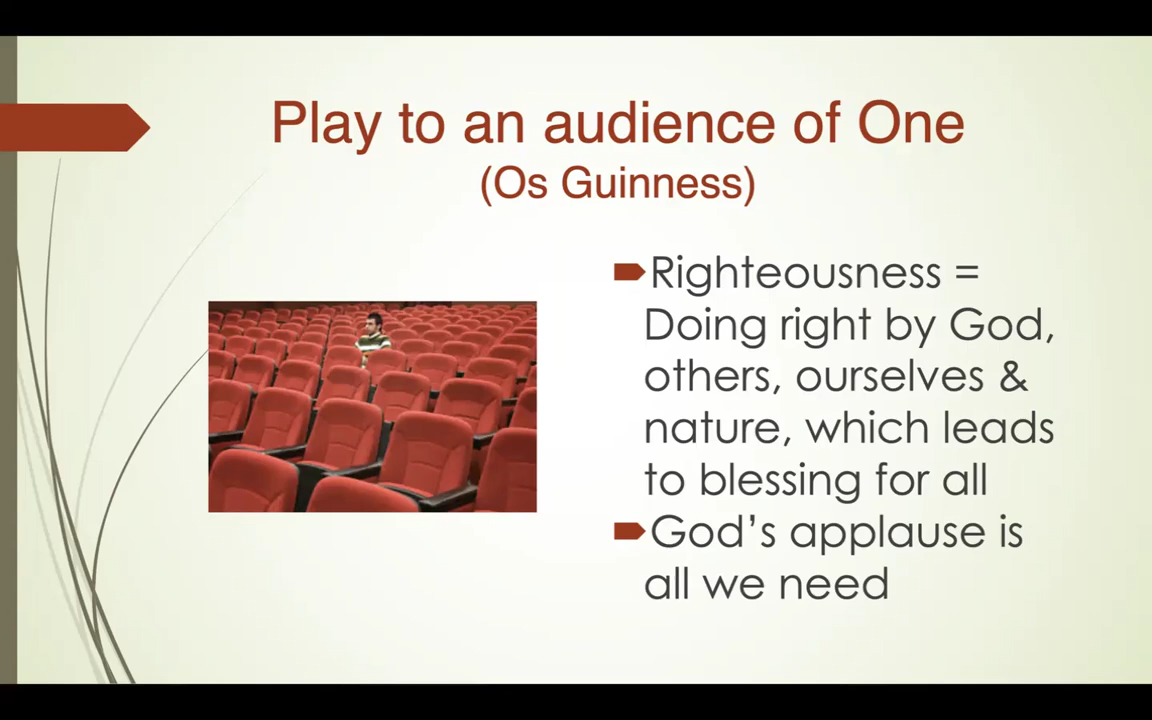 Play to an audience of One
(Os Guinness)
Righteousness =
Doing right by God,
others, ourselves &
nature, which leads
to blessing for all
God’s applause is
all we need